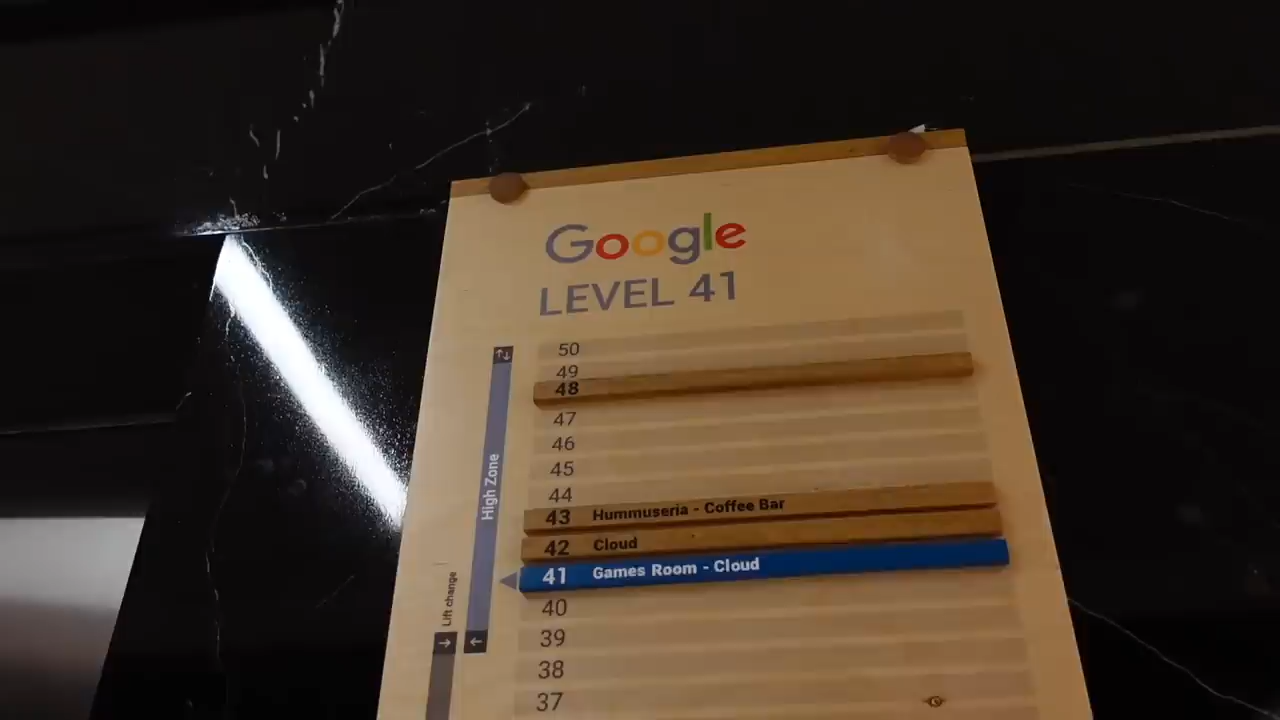 Google
LEVEL 41
50
49
48
47
46
45
44
43 Hummuseria - Coffee Bar
42 Cloud
41 Games Room - Cloud
40
39
38
37
High Zone
Lift change